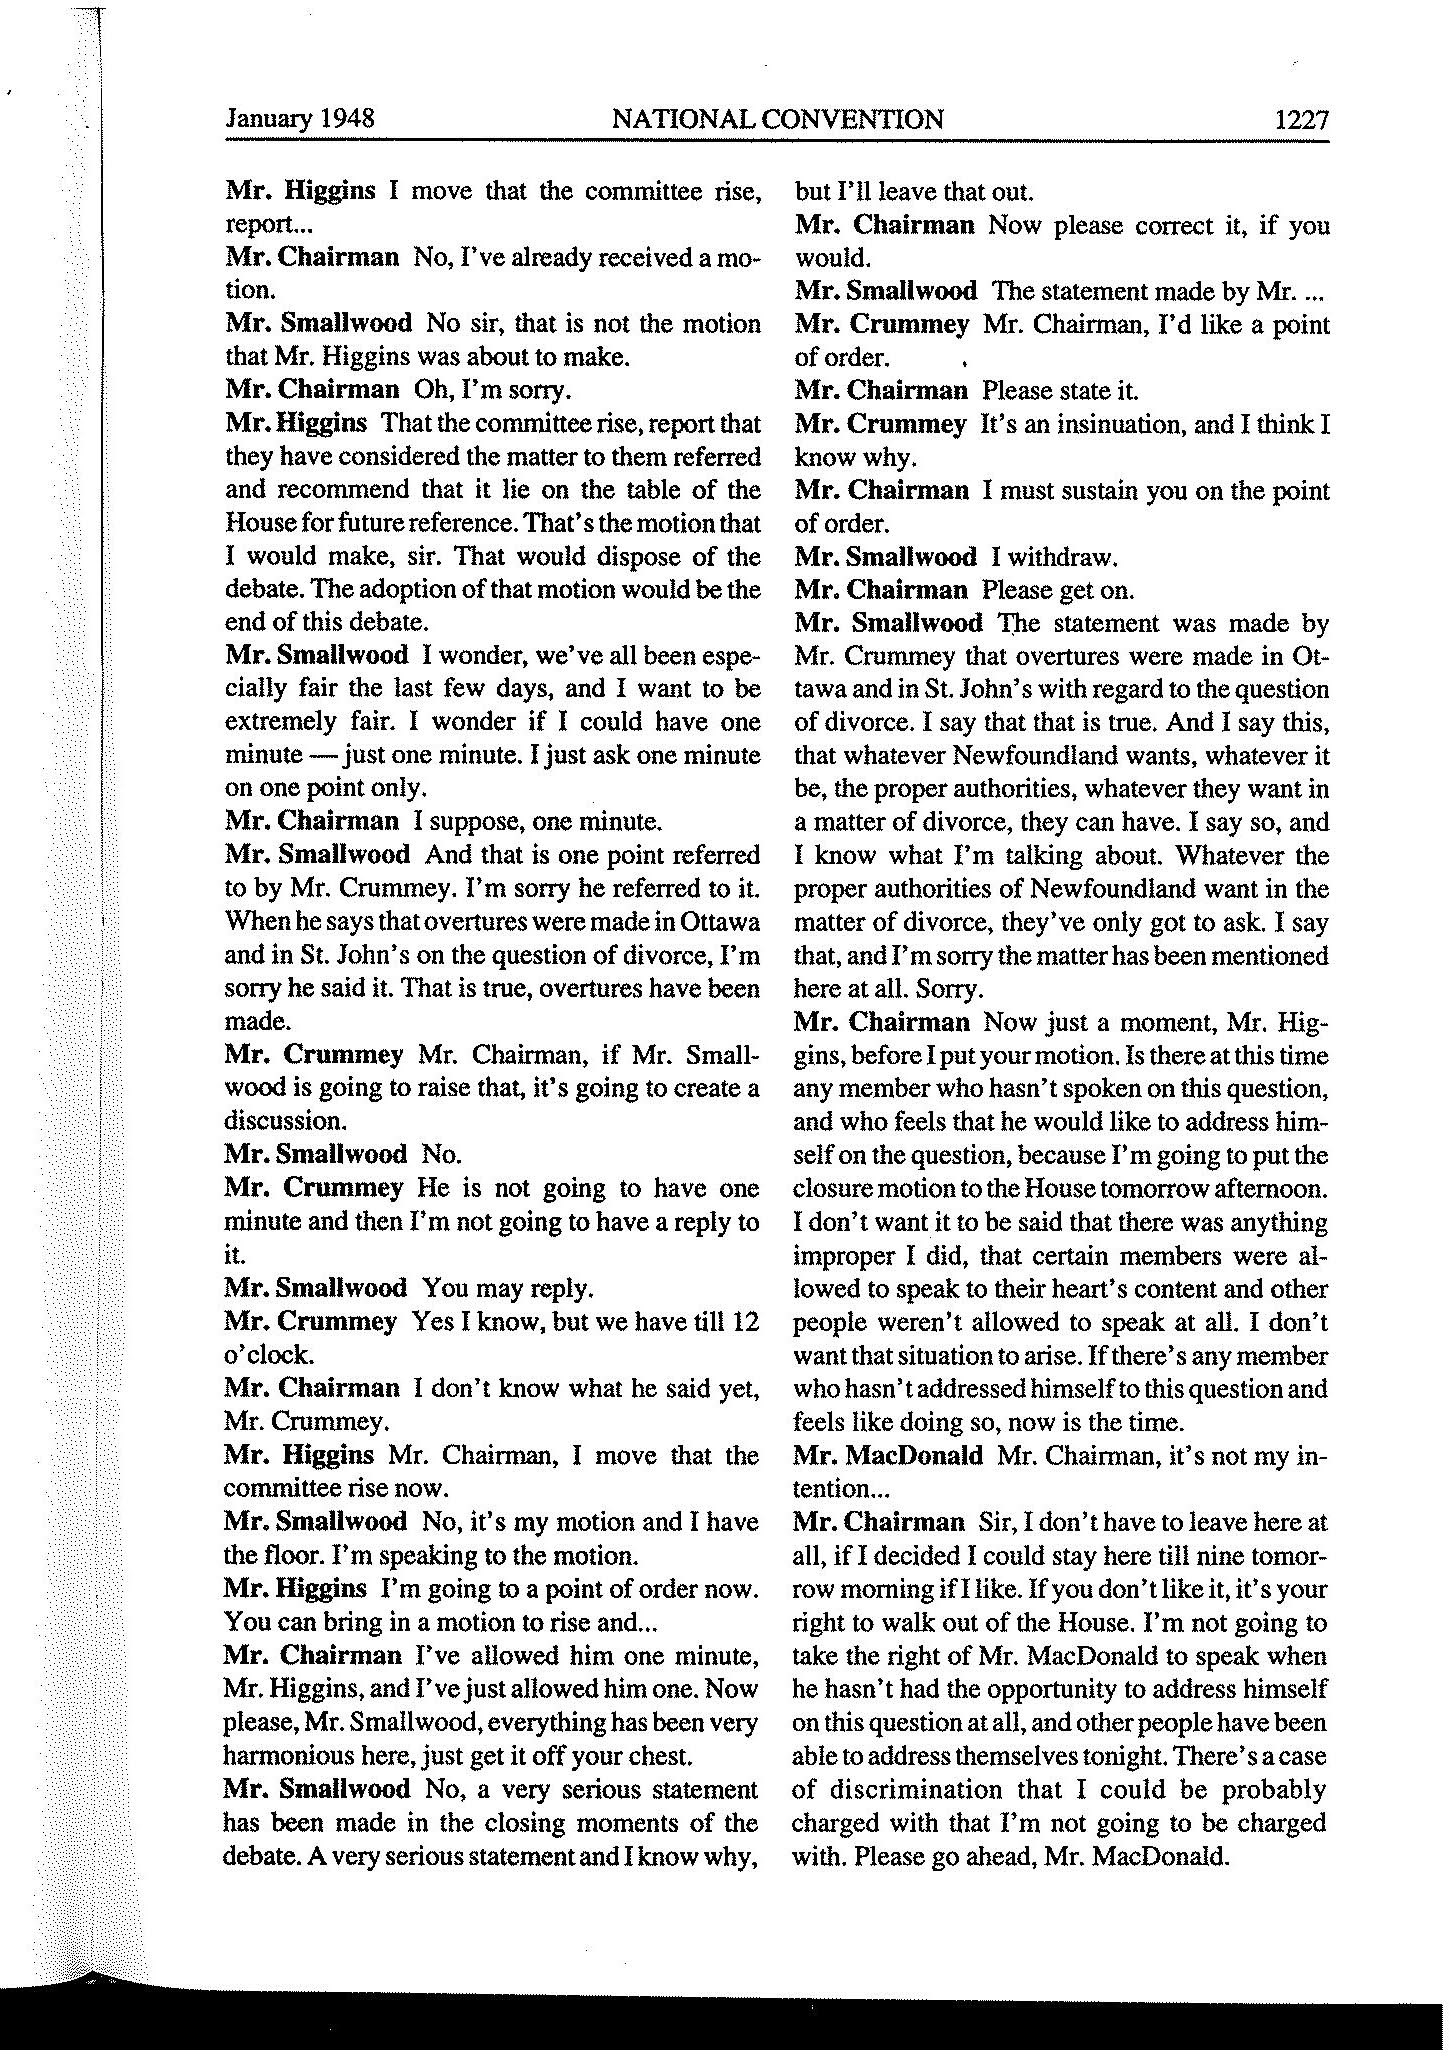 January 1948 NATIONAL CONVENTION 1227
Mr. Higgins I move that the committee rise,
report...
Mr. Chairman No, I've already received a mo-
tion.
Mr. Smallwood No sir, that is not the motion
that Mr. Higgins was about to make.
Mr. Chairman Oh, I'm sorry.
Mr. Higgins That the committee rise, report that
they have considered the matter to them referred
and recommend that it lie on the table of the
House for future reference. That's the motion that
I would make, sir. That would dispose of the
debate. The adoption of that motion would be the
end of this debate.
Mr. Smallwood I wonder, we've all been espe-
cially fair the last few days, and I want to be
extremely fair. I wonder if I could have one
minute — just one minute. I just ask one minute
on one point only.
Mr. Chairman I suppose, one minute.
Mr. Smallwood And that is one point referred
to by Mr. Crummey. I'm sorry he referred to it.
When he says that overtures were made in Ottawa
and in St. John's on the question of divorce, I'm
sorry he said it. That is true, overtures have been
made.
Mr. Crummey Mr. Chairman, if Mr. Small-
wood is going to raise that, it's going to create a
discussion.
Mr. Smallwood No.
Mr. Crummey He is not going to have one
minute and then I'm not going to have a reply to
it.
Mr. Smallwood You may reply.
Mr. Crummey Yes I know, but we have till 12
o'clock.
Mr. Chairman I don't know what he said yet,
Mr. Crummey.
Mr. Higgins Mr. Chairman, I move that the
committee rise now.
Mr. Smallwood No, it's my motion and I have
the floor. I'm speaking to the motion.
Mr. Higgins I'm going to a point of order now.
You can bring in a motion to rise and...
Mr. Chairman I've allowed him one minute,
Mr. Higgins, and I've just allowed him one. Now
please, Mr. Smallwood, everything has been very
harmonious here, just get it off your chest.
Mr. Smallwood No, a very serious statement
has been made in the closing moments of the
debate. A very serious statement and I know why,
but I'll leave that out.
Mr. Chairman Now please correct it, if you
would.
Mr. Smallwood The statement made by Mr. ...
Mr. Crummey Mr. Chairman, I'd like a point
of order.
Mr. Chairman Please state it.
Mr. Crummey It's an insinuation, and I think I
know why.
Mr. Chairman I must sustain you on the point
of order.
Mr. Smallwood I withdraw.
Mr. Chairman Please get on.
Mr. Smallwood The statement was made by
Mr. Crummey that overtures were made in Ot-
tawa and in St. John's with regard to the question
of divorce. I say that that is true. And I say this,
that whatever Newfoundland wants, whatever it
be, the proper authorities, whatever they want in
a matter of divorce, they can have. I say so, and
I know what I'm talking about. Whatever the
proper authorities of Newfoundland want in the
matter of divorce, they've only got to ask. I say
that, and I'm sorry the matter has been mentioned
here at all. Sorry.
Mr. Chairman Now just a moment, Mr. Hig-
gins, before I put your motion. Is there at this time
any member who hasn't spoken on this question,
and who feels that he would like to address him-
self on the question, because I'm going to put the
closure motion to the House tomorrow afternoon.
I don't want it to be said that there was anything
improper I did, that certain members were al-
lowed to speak to their heart's content and other
people weren't allowed to speak at all. I don't
want that situation to arise. If there's any member
who hasn't addressed himself to this question and
feels like doing so, now is the time.
Mr. MacDonald Mr. Chairman, it's not my in-
tention...
Mr. Chairman Sir, I don't have to leave here at
all, if I decided I could stay here till nine tomor-
row morning if I like. If you don't like it, it's your
right to walk out of the House. I'm not going to
take the right of Mr. MacDonald to speak when
he hasn't had the opportunity to address himself
on this question at all, and other people have been
able to address themselves tonight. There's a case
of discrimination that I could be probably
charged with that I'm not going to be charged
with. Please go ahead, Mr. MacDonald.